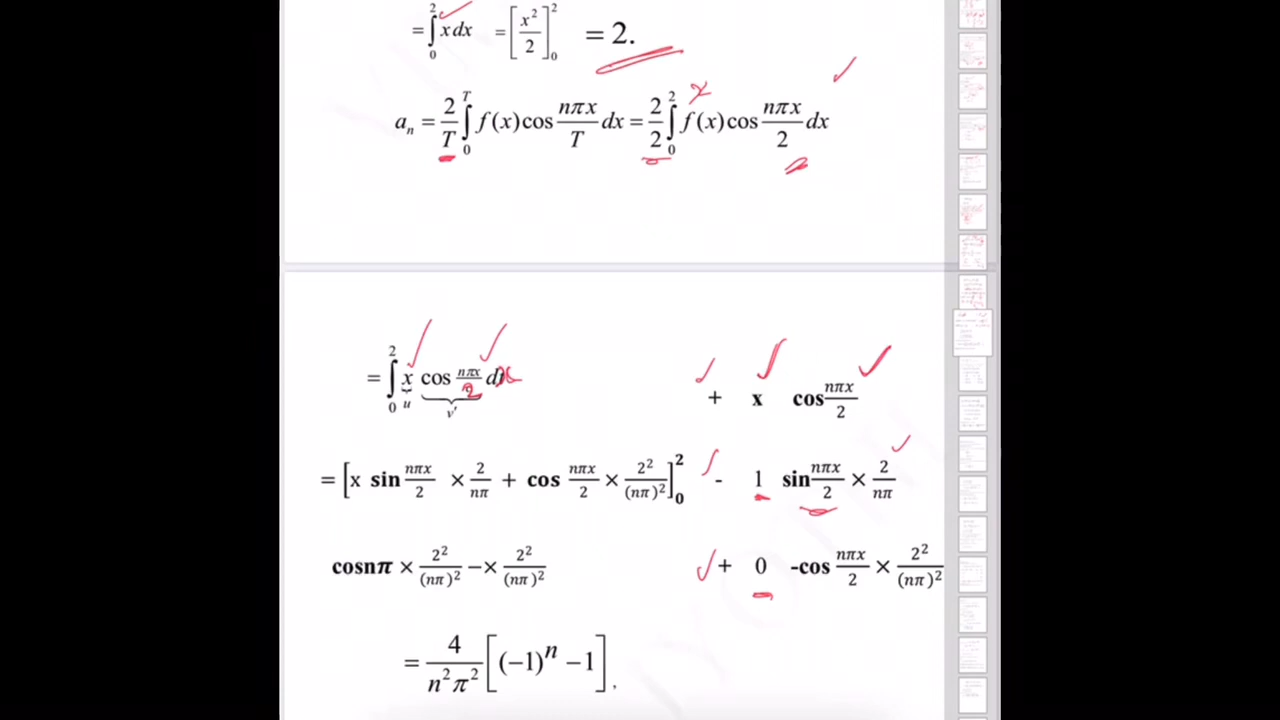 = ∫₀² x dx = [x²/2]₀² = 2.
aₙ = 2/T ∫₀ᵀ f(x) cos nπx/T dx = 2/2 ∫₀² f(x) cos nπx/2 dx
x
2
= ∫₀² x cos nπx/2 dx
u v′
+ x cos nπx/2
= [x sin nπx/2 × 2/nπ + cos nπx/2 × 2²/(nπ)²]₀²
- 1 sin nπx/2 × 2/nπ
cosnπ × 2²/(nπ)² −× 2²/(nπ)²
+ 0 -cos nπx/2 × 2²/(nπ)²
= 4/n²π² [(−1)ⁿ − 1].